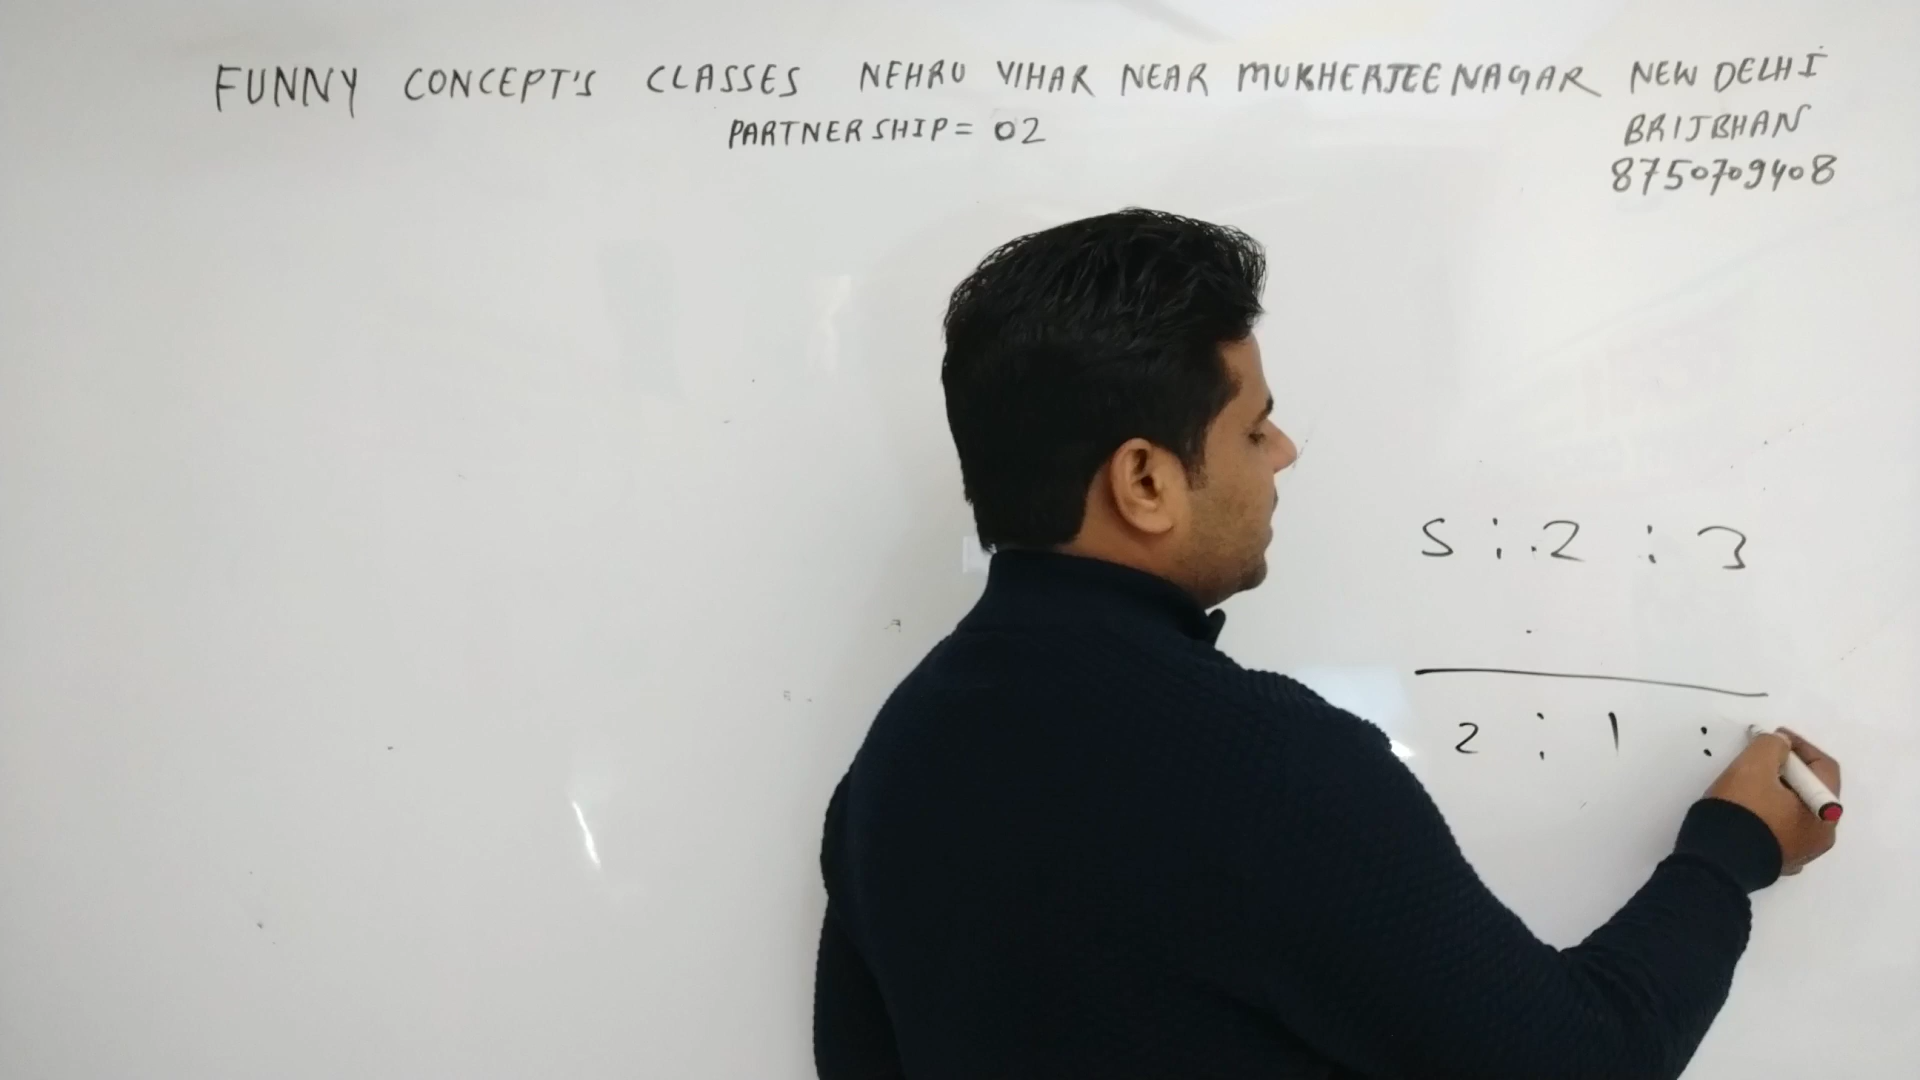 FUNNY CONCEPT'S CLASSES NEHRU VIHAR NEAR MUKHERJEE NAGAR NEW DELHI
PARTNERSHIP = 02
BRIJBHAN
8750709408
5 : 2 : 3
2 : 1 :